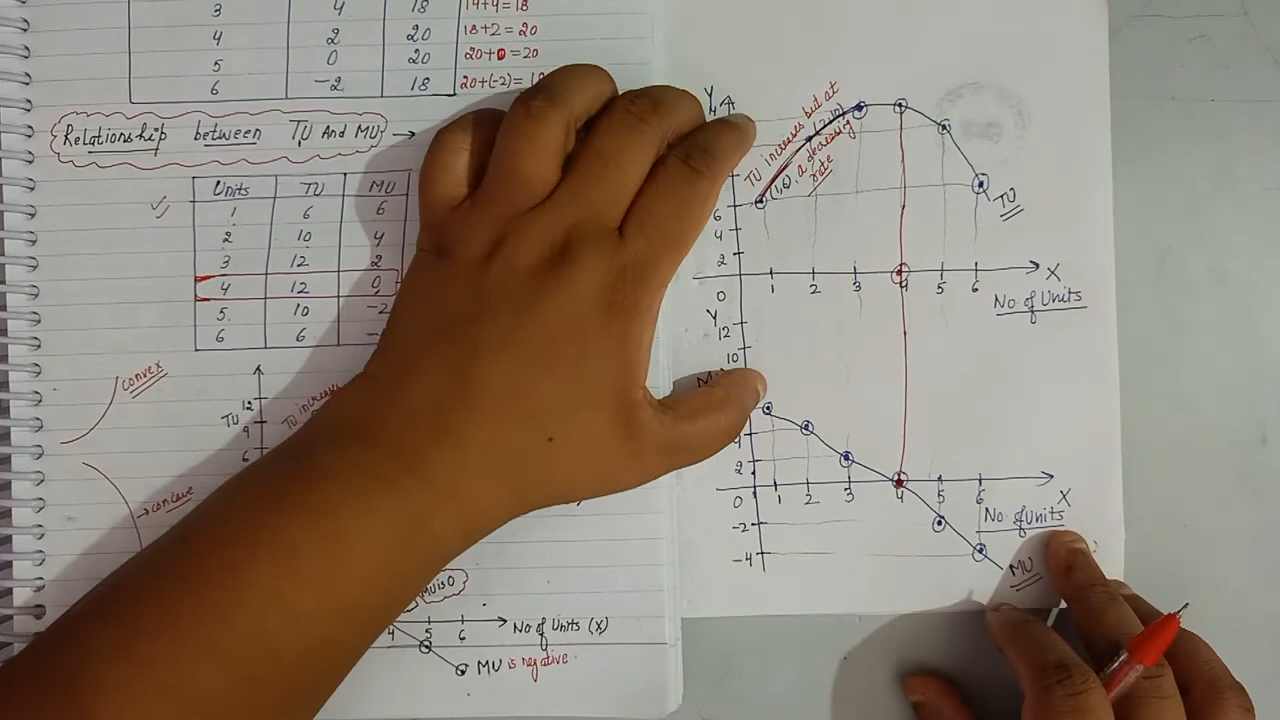 3 4 18 14+4=18
4 2 20 18+2=20
5 0 20 20+0=20
6 -2 18 20+(-2)=
Relationship between TU And MU →
Units TU MU
1 6 6
2 10 4
3 12 2
4 12 0
5 10 -2
6 6
convex
→concave
TU 12
9
6
TU increase
MU is 0
4 5 6 No of Units (X)
MU is negative
Y
TU increases but at
a decreasing
rate
(1,6)
6
4
2
0
1 2 3 4 5 6 X
No of Units
TU
Y
12
10
4
2
0
-2
-4
1 2 3 4 5 6 X
No of Units
MU